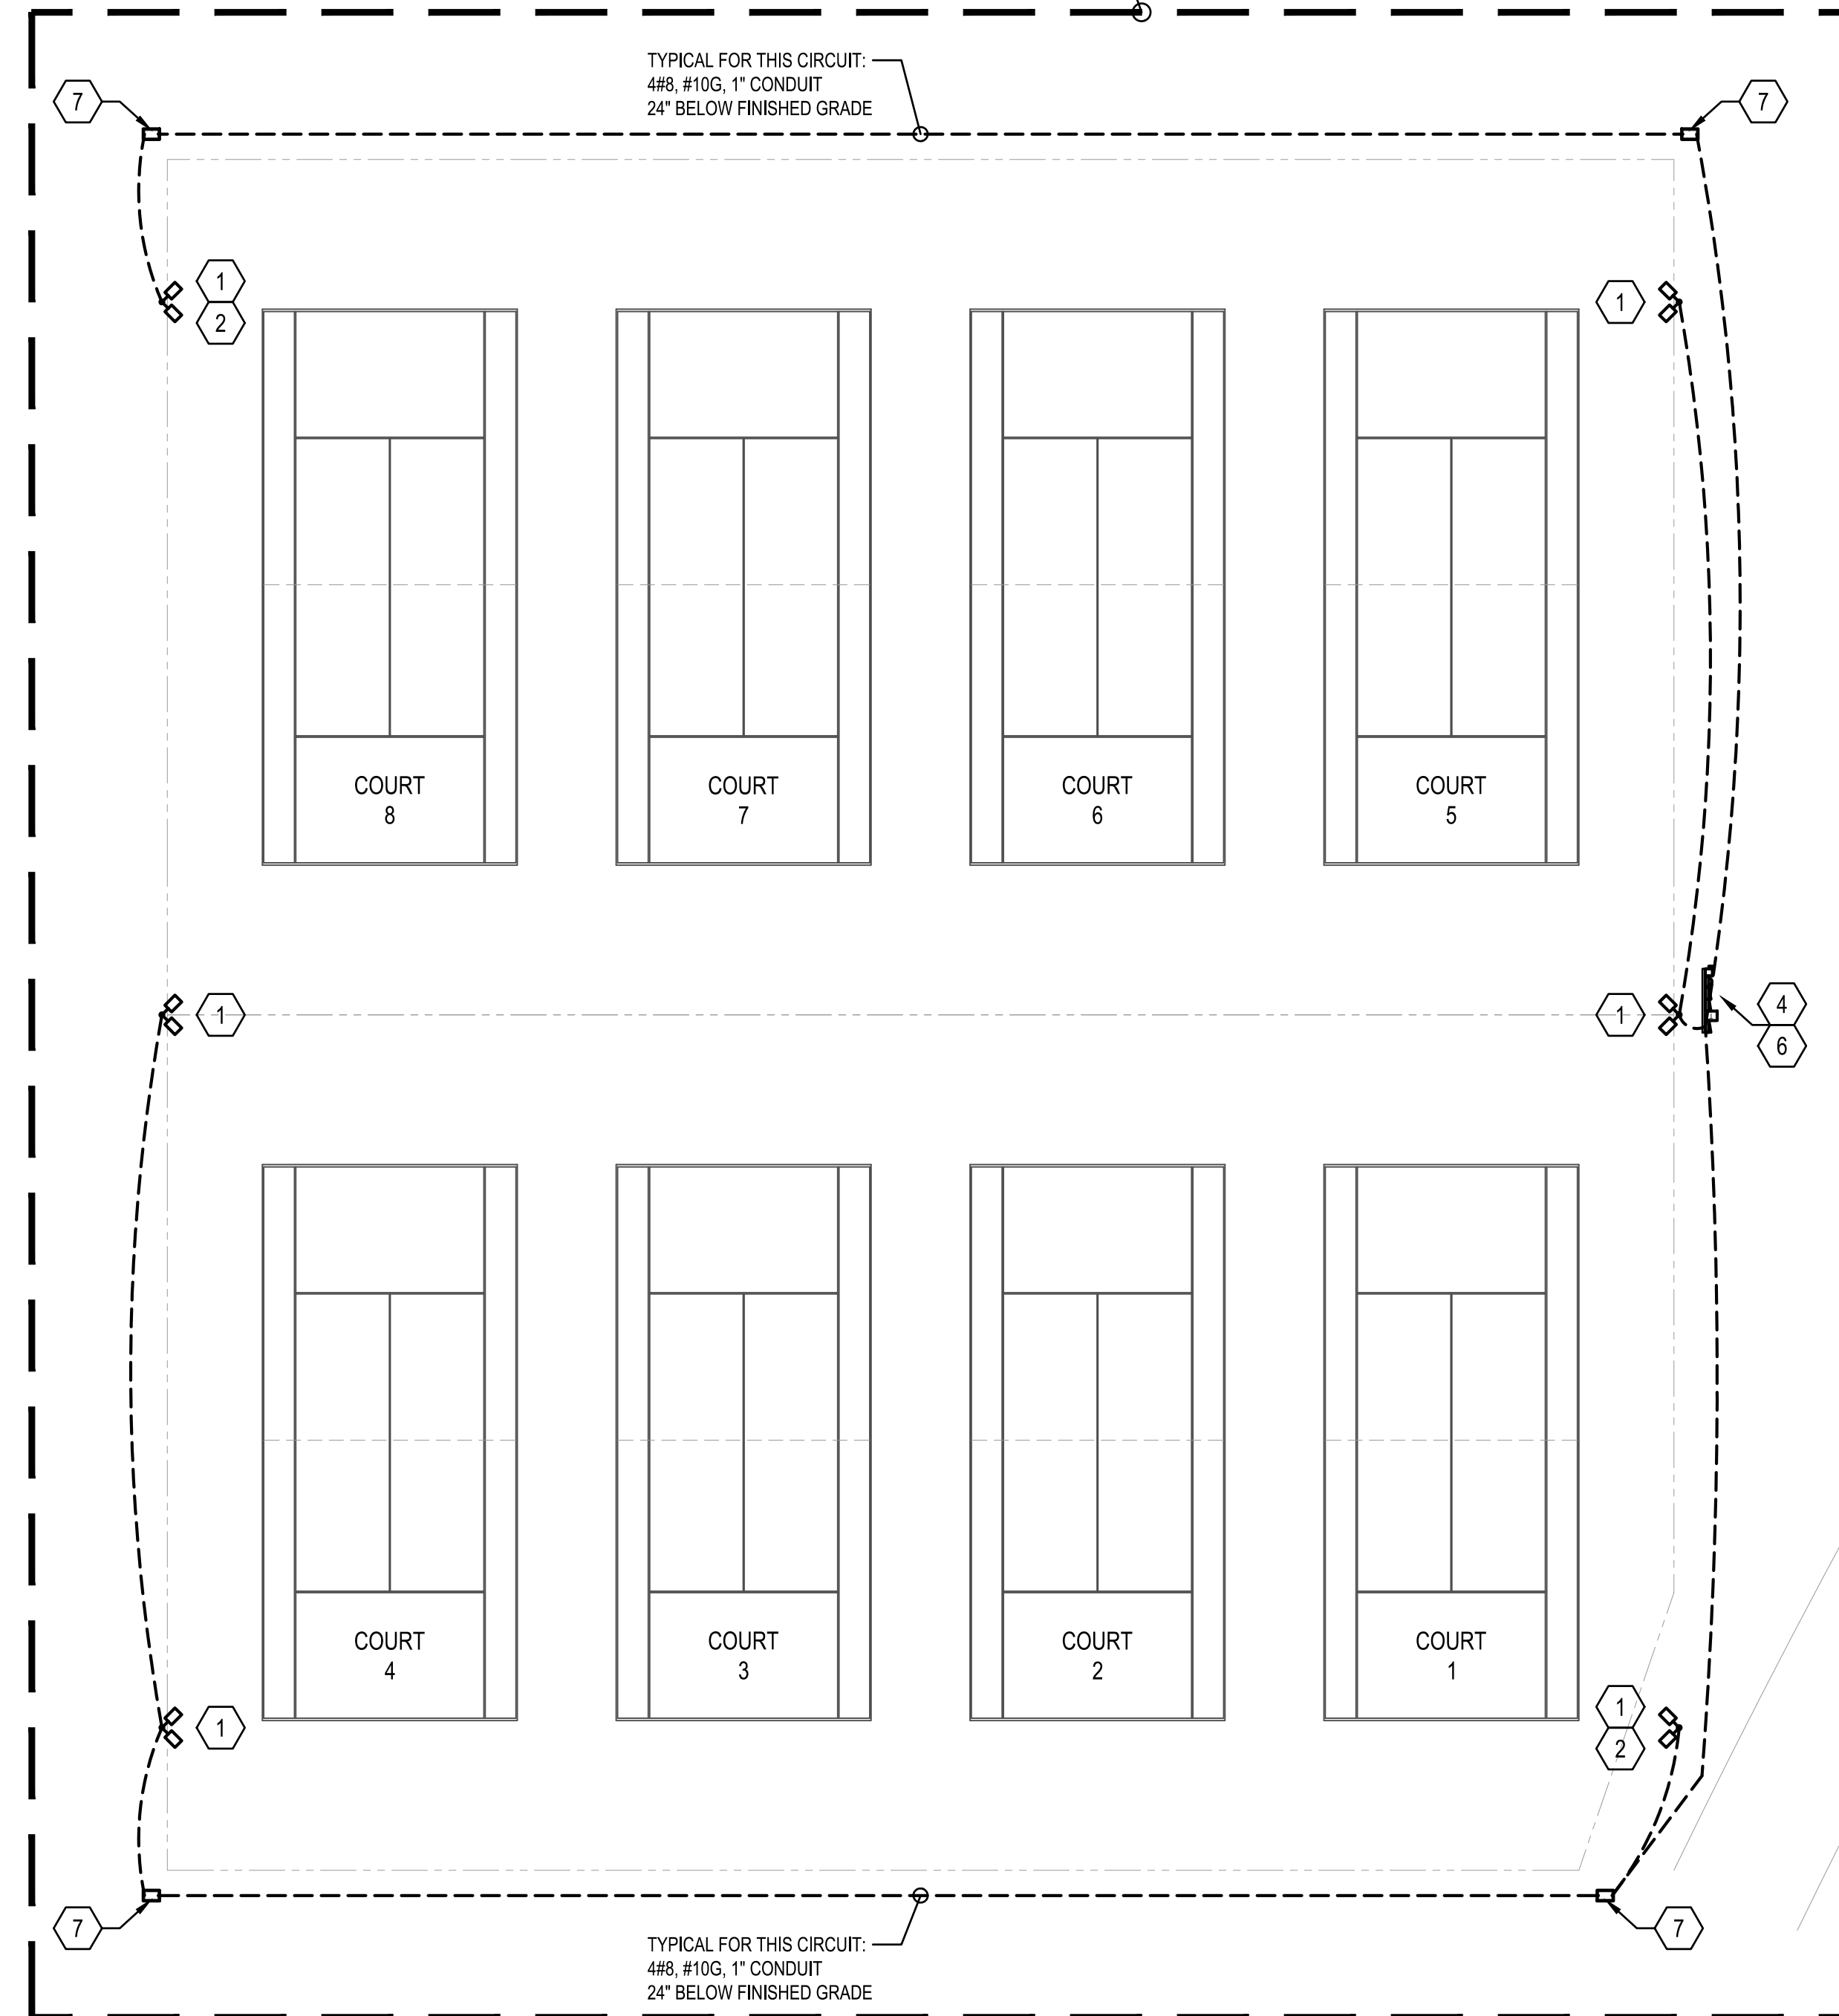 TYPICAL FOR THIS CIRCUIT:
4#8, #10G, 1" CONDUIT
24" BELOW FINISHED GRADE
7
7
1
2
1
COURT
8
COURT
7
COURT
6
COURT
5
1
1
4
6
COURT
4
COURT
3
COURT
2
COURT
1
1
1
2
7
7
TYPICAL FOR THIS CIRCUIT:
4#8, #10G, 1" CONDUIT
24" BELOW FINISHED GRADE